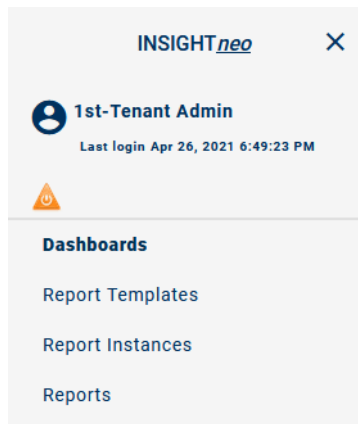 INSIGHTneo
1st-Tenant Admin
Last login Apr 26, 2021 6:49:23 PM
Dashboards
Report Templates
Report Instances
Reports